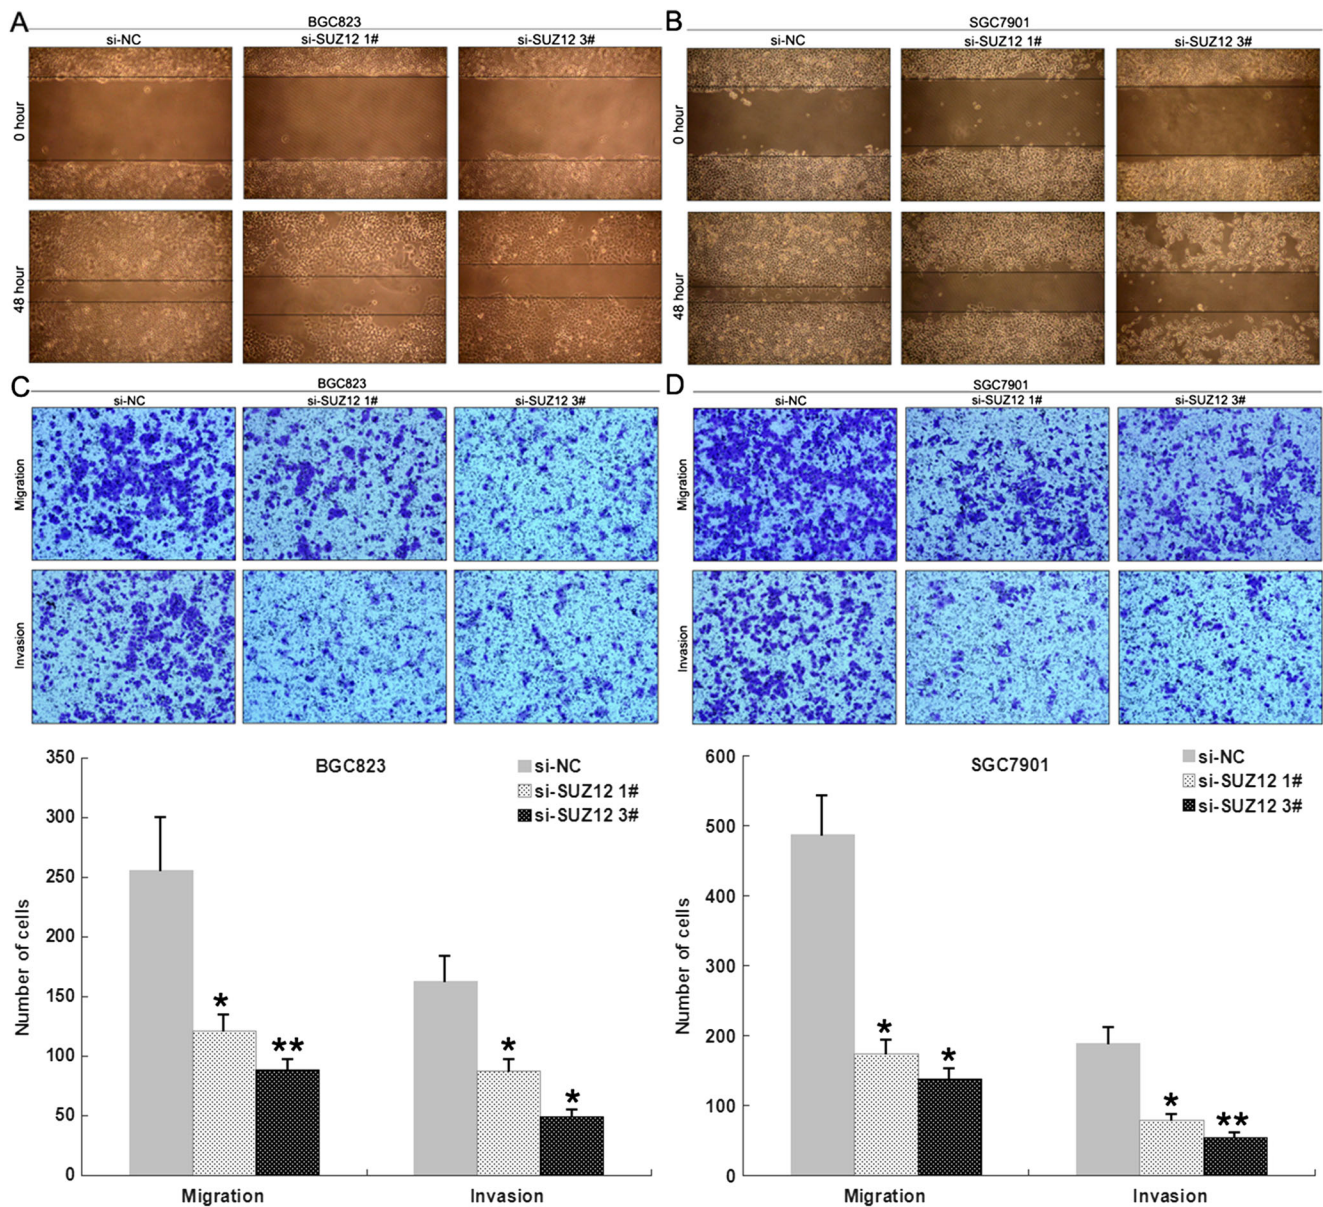 A
BGC823
si-NC si-SUZ12 1# si-SUZ12 3#
0 hour
48 hour
B
SGC7901
si-NC si-SUZ12 1# si-SUZ12 3#
0 hour
48 hour
C
BGC823
si-NC si-SUZ12 1# si-SUZ12 3#
Migration
Invasion
D
SGC7901
si-NC si-SUZ12 1# si-SUZ12 3#
Migration
Invasion
BGC823
si-NC
si-SUZ12 1#
si-SUZ12 3#
Number of cells
350
300
250
200
150
100
50
0
*
**
*
*
Migration Invasion
SGC7901
si-NC
si-SUZ12 1#
si-SUZ12 3#
Number of cells
600
500
400
300
200
100
0
*
*
*
**
Migration Invasion